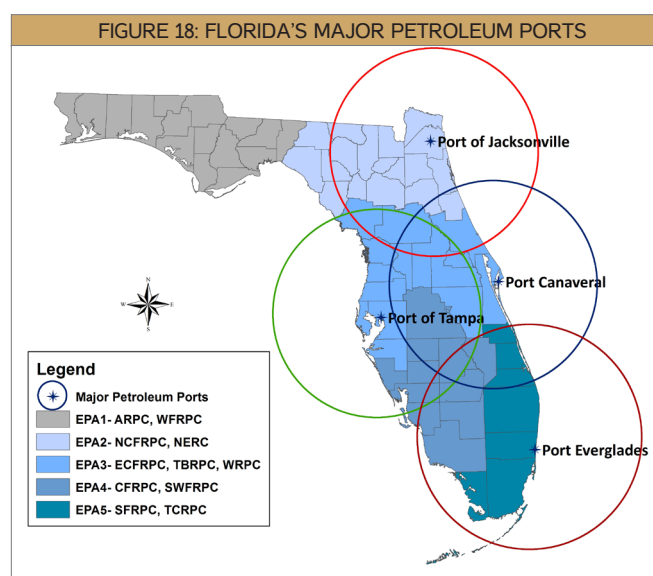 FIGURE 18: FLORIDA'S MAJOR PETROLEUM PORTS
Port of Jacksonville
Port Canaveral
N
W E
S
Port of Tampa
Port Everglades
Legend
Major Petroleum Ports
EPA1- ARPC, WFRPC
EPA2- NCFRPC, NERC
EPA3- ECFRPC, TBRPC, WRPC
EPA4- CFRPC, SWFRPC
EPA5- SFRPC, TCRPC